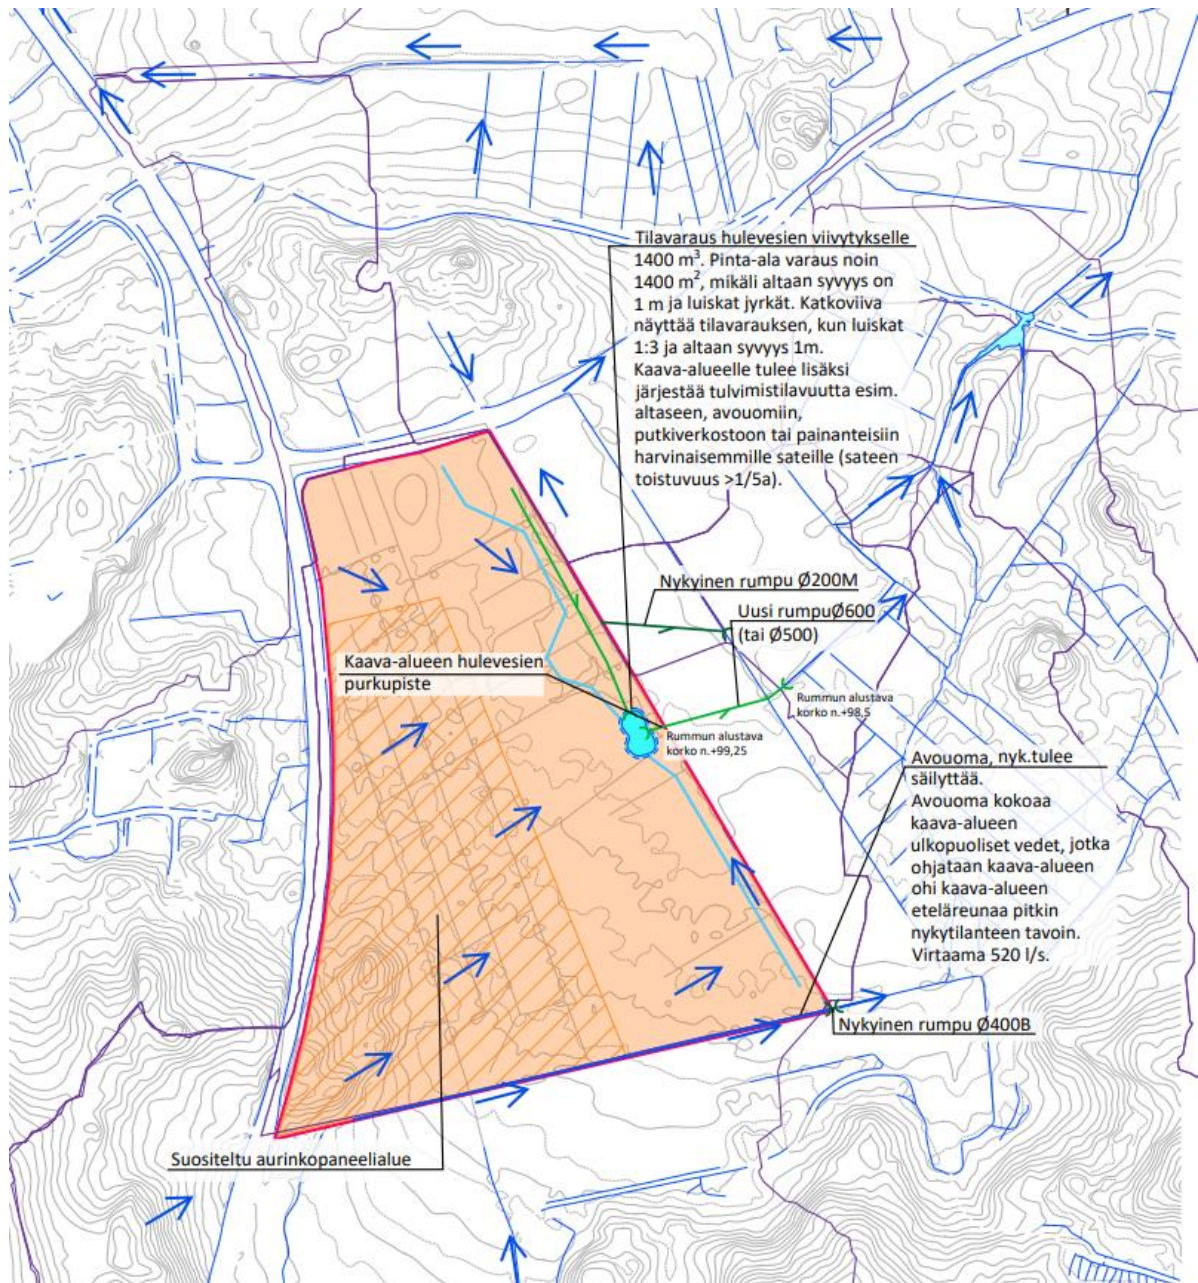 Tilavaraus hulevesien viivytykselle
1400 m³. Pinta-ala varaus noin
1400 m², mikäli altaan syvyys on
1 m ja luiskat jyrkät. Katkoviiva
näyttää tilavarauksen, kun luiskat
1:3 ja altaan syvyys 1m.
Kaava-alueelle tulee lisäksi
järjestää tulvimistilavuutta esim.
altaseen, avouomiin,
putkiverkostoon tai painanteisiin
harvinaisemmille sateille (sateen
toistuvuus >1/5a).
Nykyinen rumpu Ø200M
Uusi rumpuØ600
(tai Ø500)
Kaava-alueen hulevesien
purkupiste
Rummun alustava
korko n.+98,5
Rummun alustava
korko n.+99,25
Avouoma, nyk.tulee
säilyttää.
Avouoma kokoaa
kaava-alueen
ulkopuoliset vedet, jotka
ohjataan kaava-alueen
ohi kaava-alueen
eteläreunaa pitkin
nykytilanteen tavoin.
Virtaama 520 l/s.
Nykyinen rumpu Ø400B
Suositeltu aurinkopaneelialue